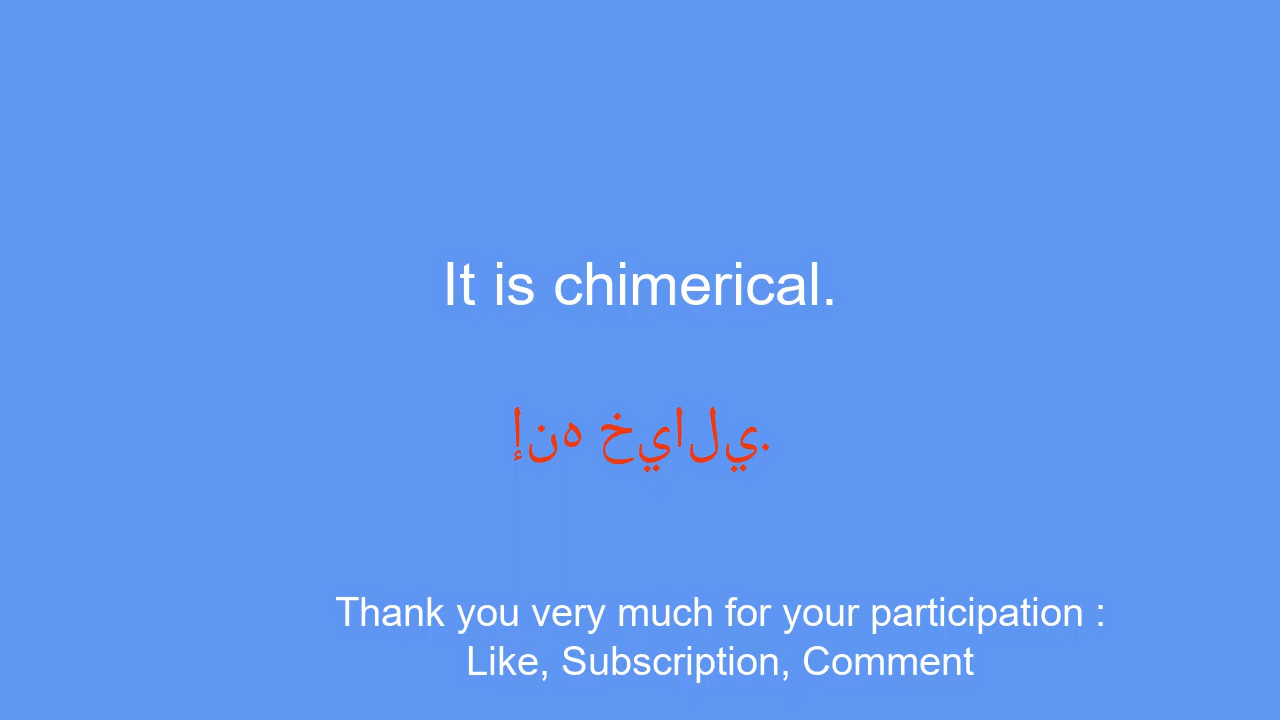 It is chimerical.
إنه خيالي.
Thank you very much for your participation :
Like, Subscription, Comment